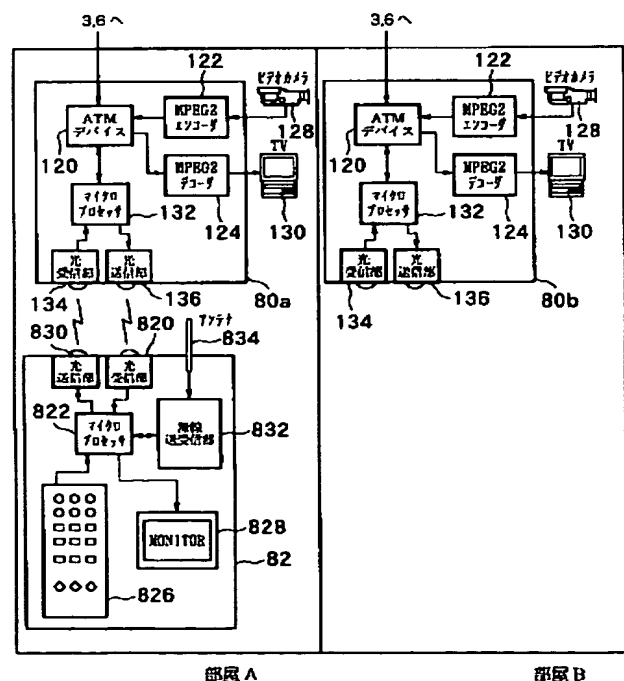 3,6へ
122
MPEG2
エンコーダ
ビデオカメラ
128
ATM
デバイス
120
MPEG2
デコーダ
124
TV
130
マイクロ
プロセッサ
132
光
受信部
134
光
送信部
136
80a
3,6へ
122
MPEG2
エンコーダ
ビデオカメラ
128
ATM
デバイス
120
MPEG2
デコーダ
124
TV
130
マイクロ
プロセッサ
132
光
受信部
134
光
送信部
136
80b
830
820
アンテナ
834
光
送信部
光
受信部
822
マイクロ
プロセッサ
無線
送受信部
832
MONITOR
828
826
82
部屋A
部屋B